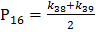 P₁₆ = (k₃₈+k₃₉)/2